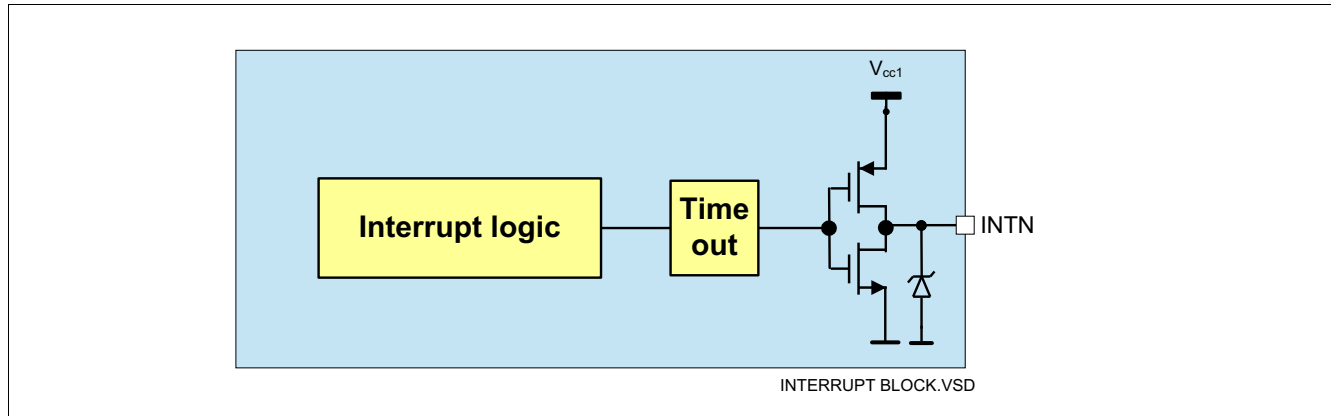 Vcc1
Interrupt logic
Time
out
INTN
INTERRUPT BLOCK.VSD